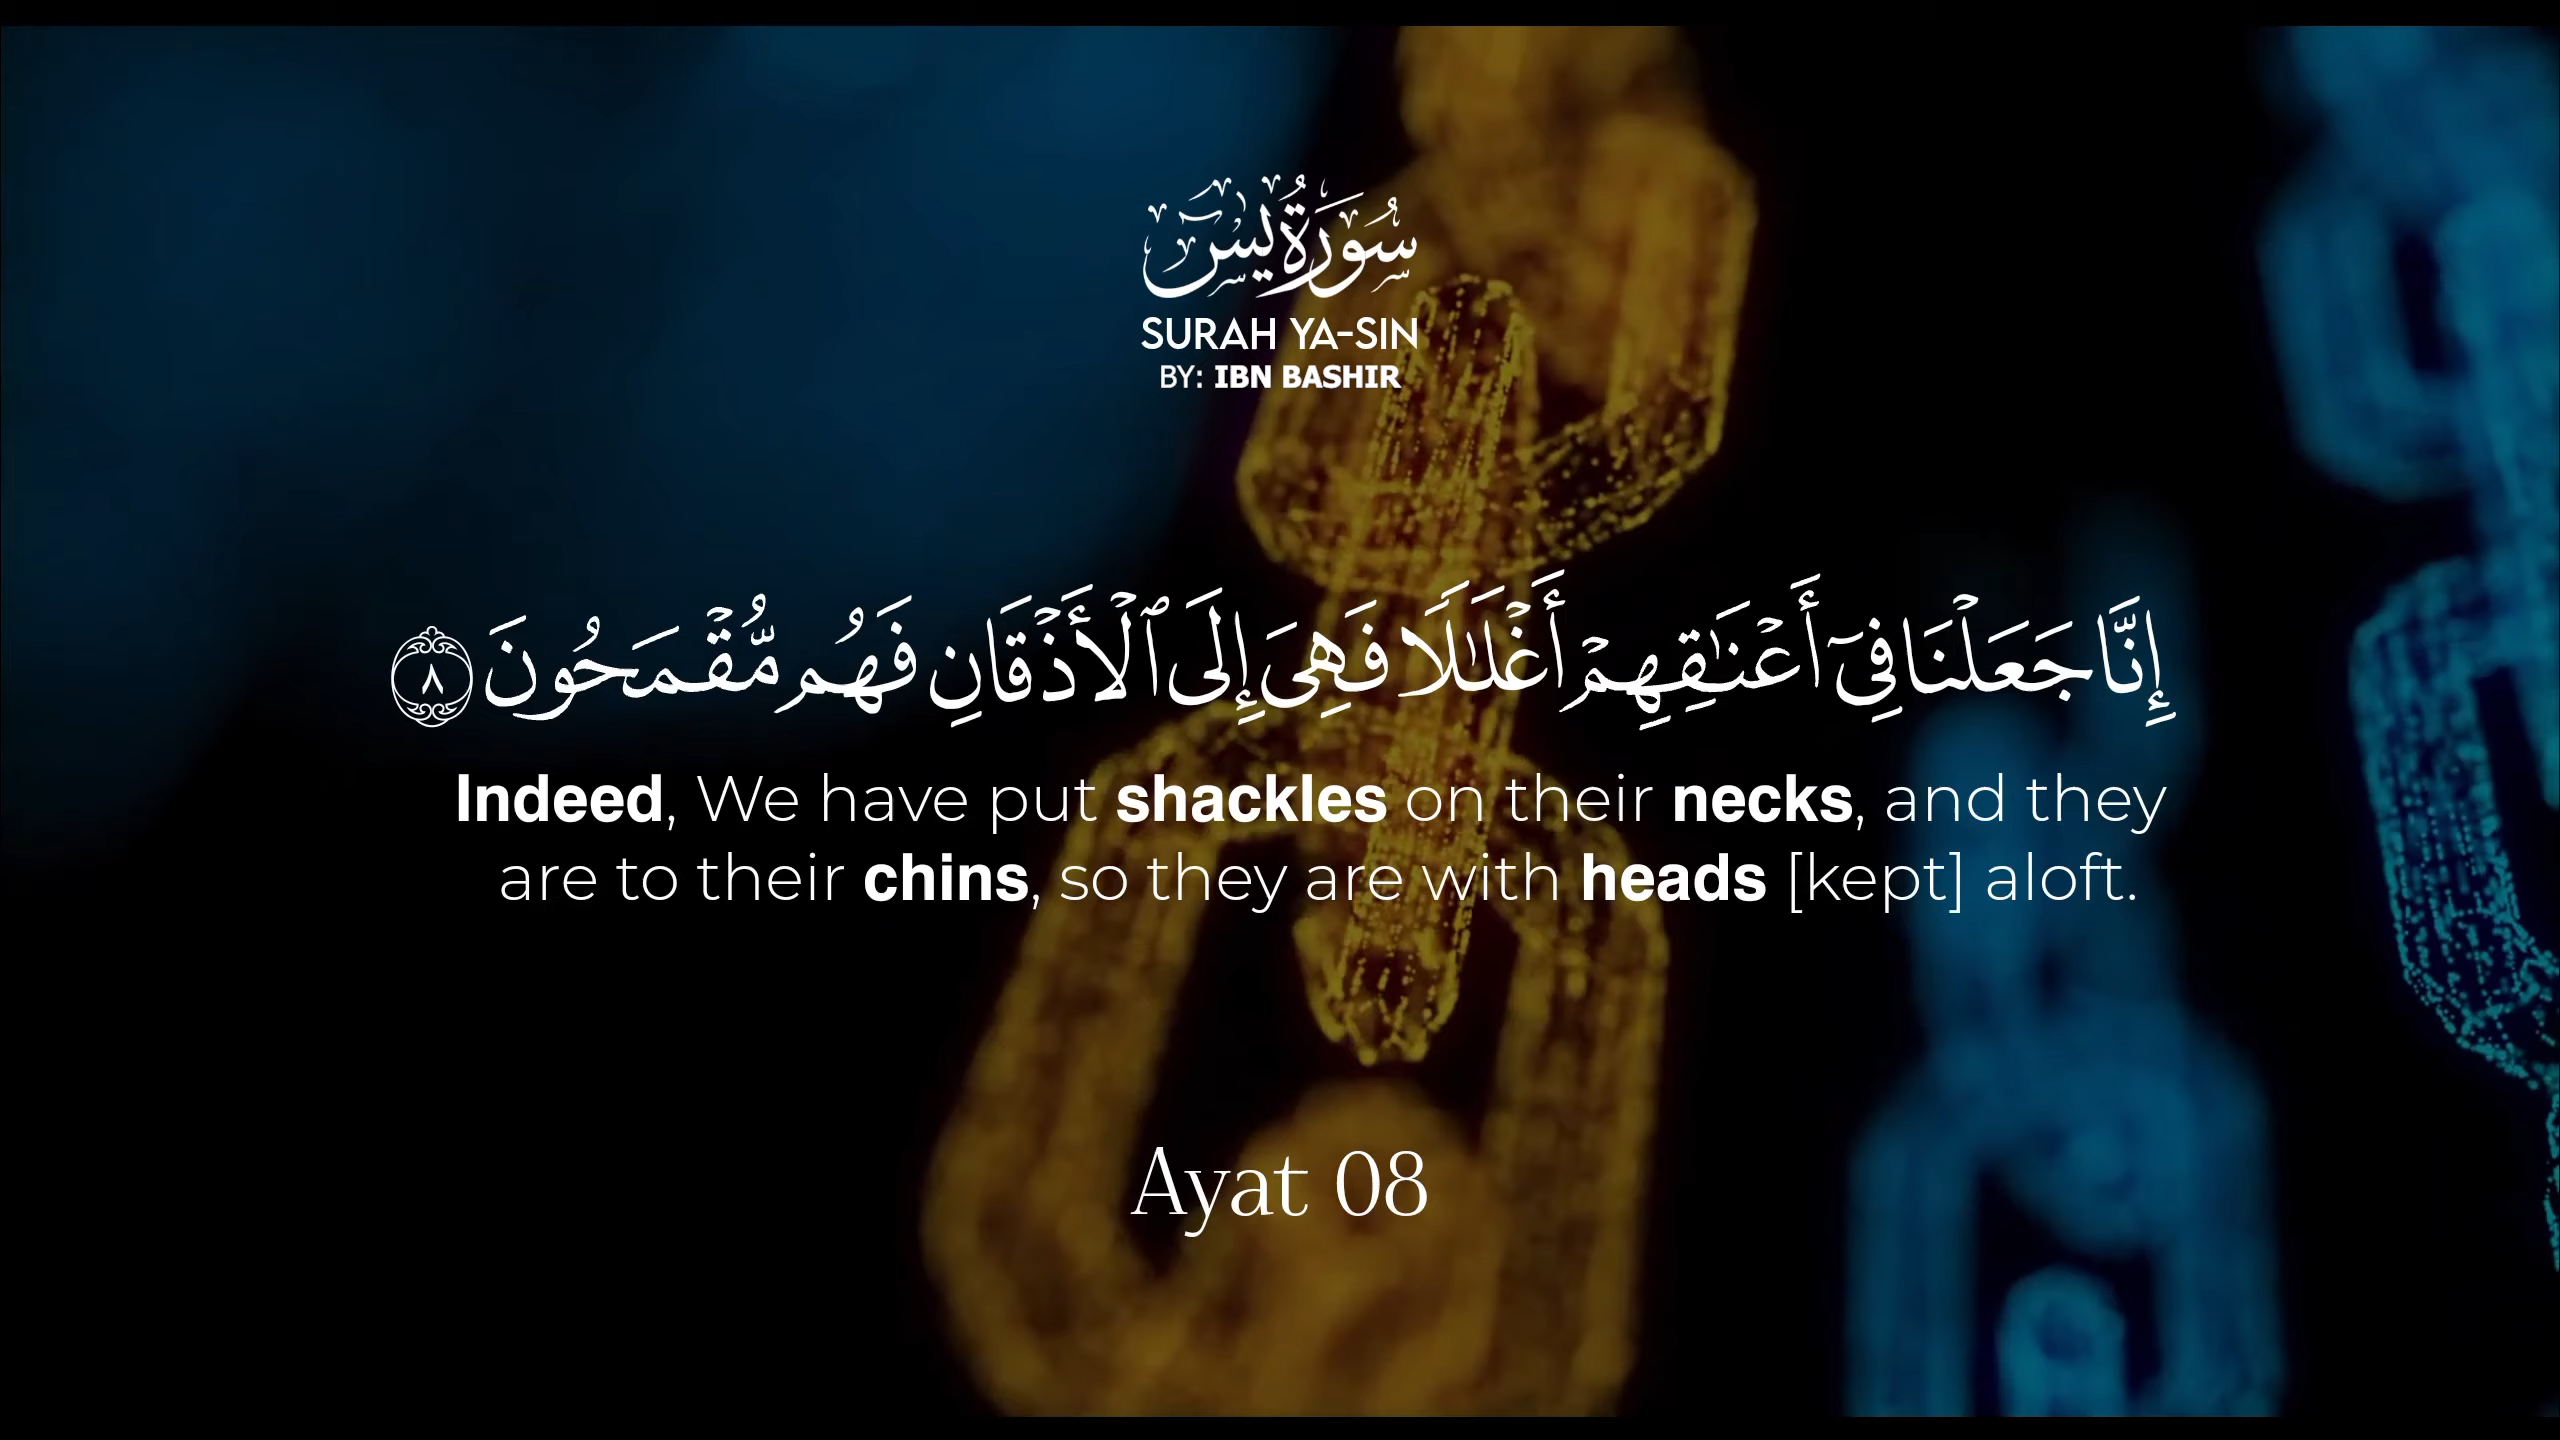 سُورَةُ يسٓ
SURAH YA-SIN
BY: IBN BASHIR
إِنَّا جَعَلْنَا فِىٓ أَعْنَـٰقِهِمْ أَغْلَـٰلًا فَهِىَ إِلَى ٱلْأَذْقَانِ فَهُم مُّقْمَحُونَ ٨
Indeed, We have put shackles on their necks, and they
are to their chins, so they are with heads [kept] aloft.
Ayat 08